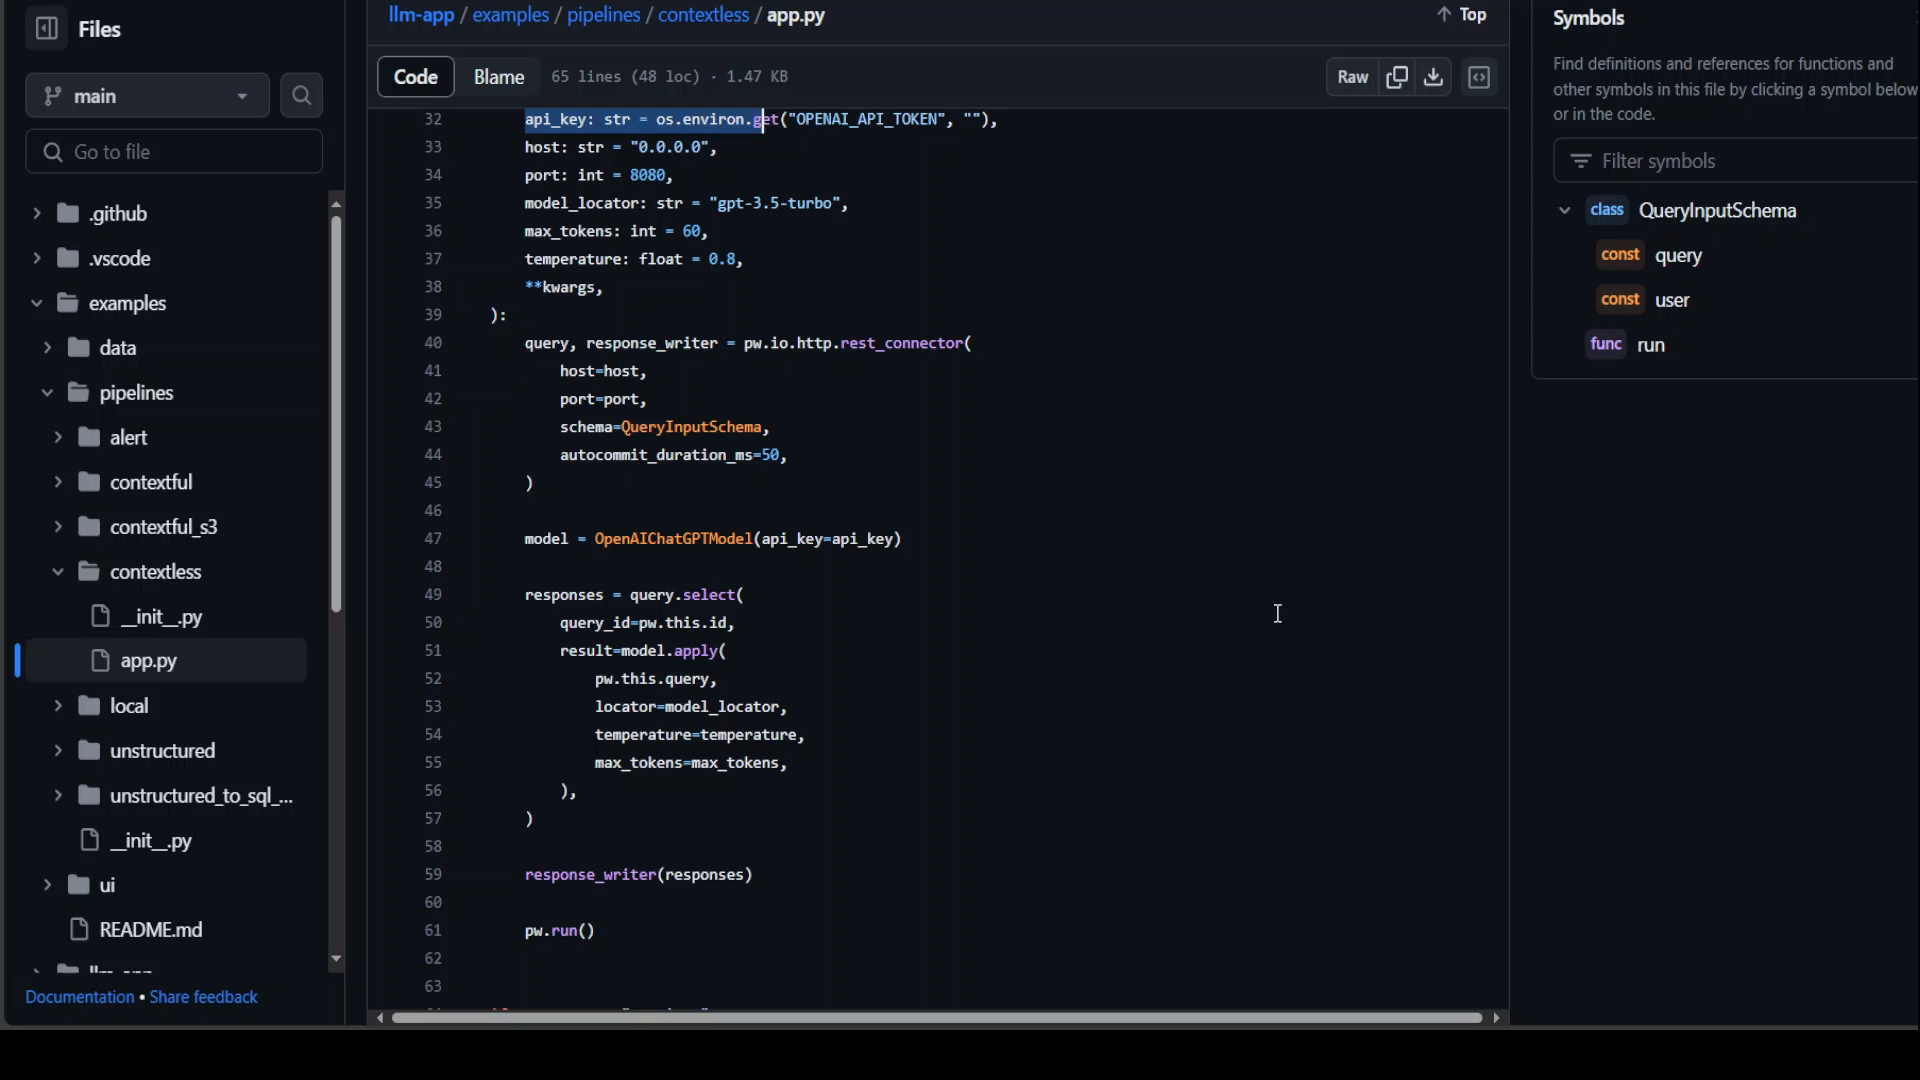 Files
main
Go to file
.github
.vscode
examples
data
pipelines
alert
contextful
contextful_s3
contextless
__init__.py
app.py
local
unstructured
unstructured_to_sql_...
__init__.py
ui
README.md
Documentation • Share feedback
llm-app / examples / pipelines / contextless / app.py
Top
Code Blame 65 lines (48 loc) · 1.47 KB
Raw
32 api_key: str = os.environ.get("OPENAI_API_TOKEN", ""),
33 host: str = "0.0.0.0",
34 port: int = 8080,
35 model_locator: str = "gpt-3.5-turbo",
36 max_tokens: int = 60,
37 temperature: float = 0.8,
38 **kwargs,
39 ):
40 query, response_writer = pw.io.http.rest_connector(
41 host=host,
42 port=port,
43 schema=QueryInputSchema,
44 autocommit_duration_ms=50,
45 )
46
47 model = OpenAIChatGPTModel(api_key=api_key)
48
49 responses = query.select(
50 query_id=pw.this.id,
51 result=model.apply(
52 pw.this.query,
53 locator=model_locator,
54 temperature=temperature,
55 max_tokens=max_tokens,
56 ),
57 )
58
59 response_writer(responses)
60
61 pw.run()
62
63
Symbols
Find definitions and references for functions and
other symbols in this file by clicking a symbol below
or in the code.
Filter symbols
class QueryInputSchema
const query
const user
func run